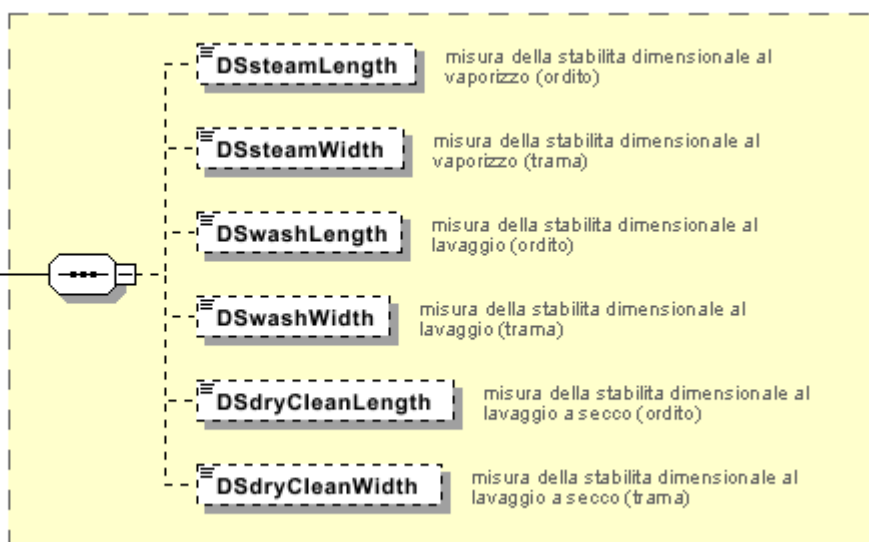 DSsteamLength
misura della stabilita dimensionale al
vaporizzo (ordito)
DSsteamWidth
misura della stabilita dimensionale al
vaporizzo (trama)
DSwashLength
misura della stabilita dimensionale al
lavaggio (ordito)
DSwashWidth
misura della stabilita dimensionale al
lavaggio (trama)
DSdryCleanLength
misura della stabilita dimensionale al
lavaggio a secco (ordito)
DSdryCleanWidth
misura della stabilita dimensionale al
lavaggio a secco (trama)